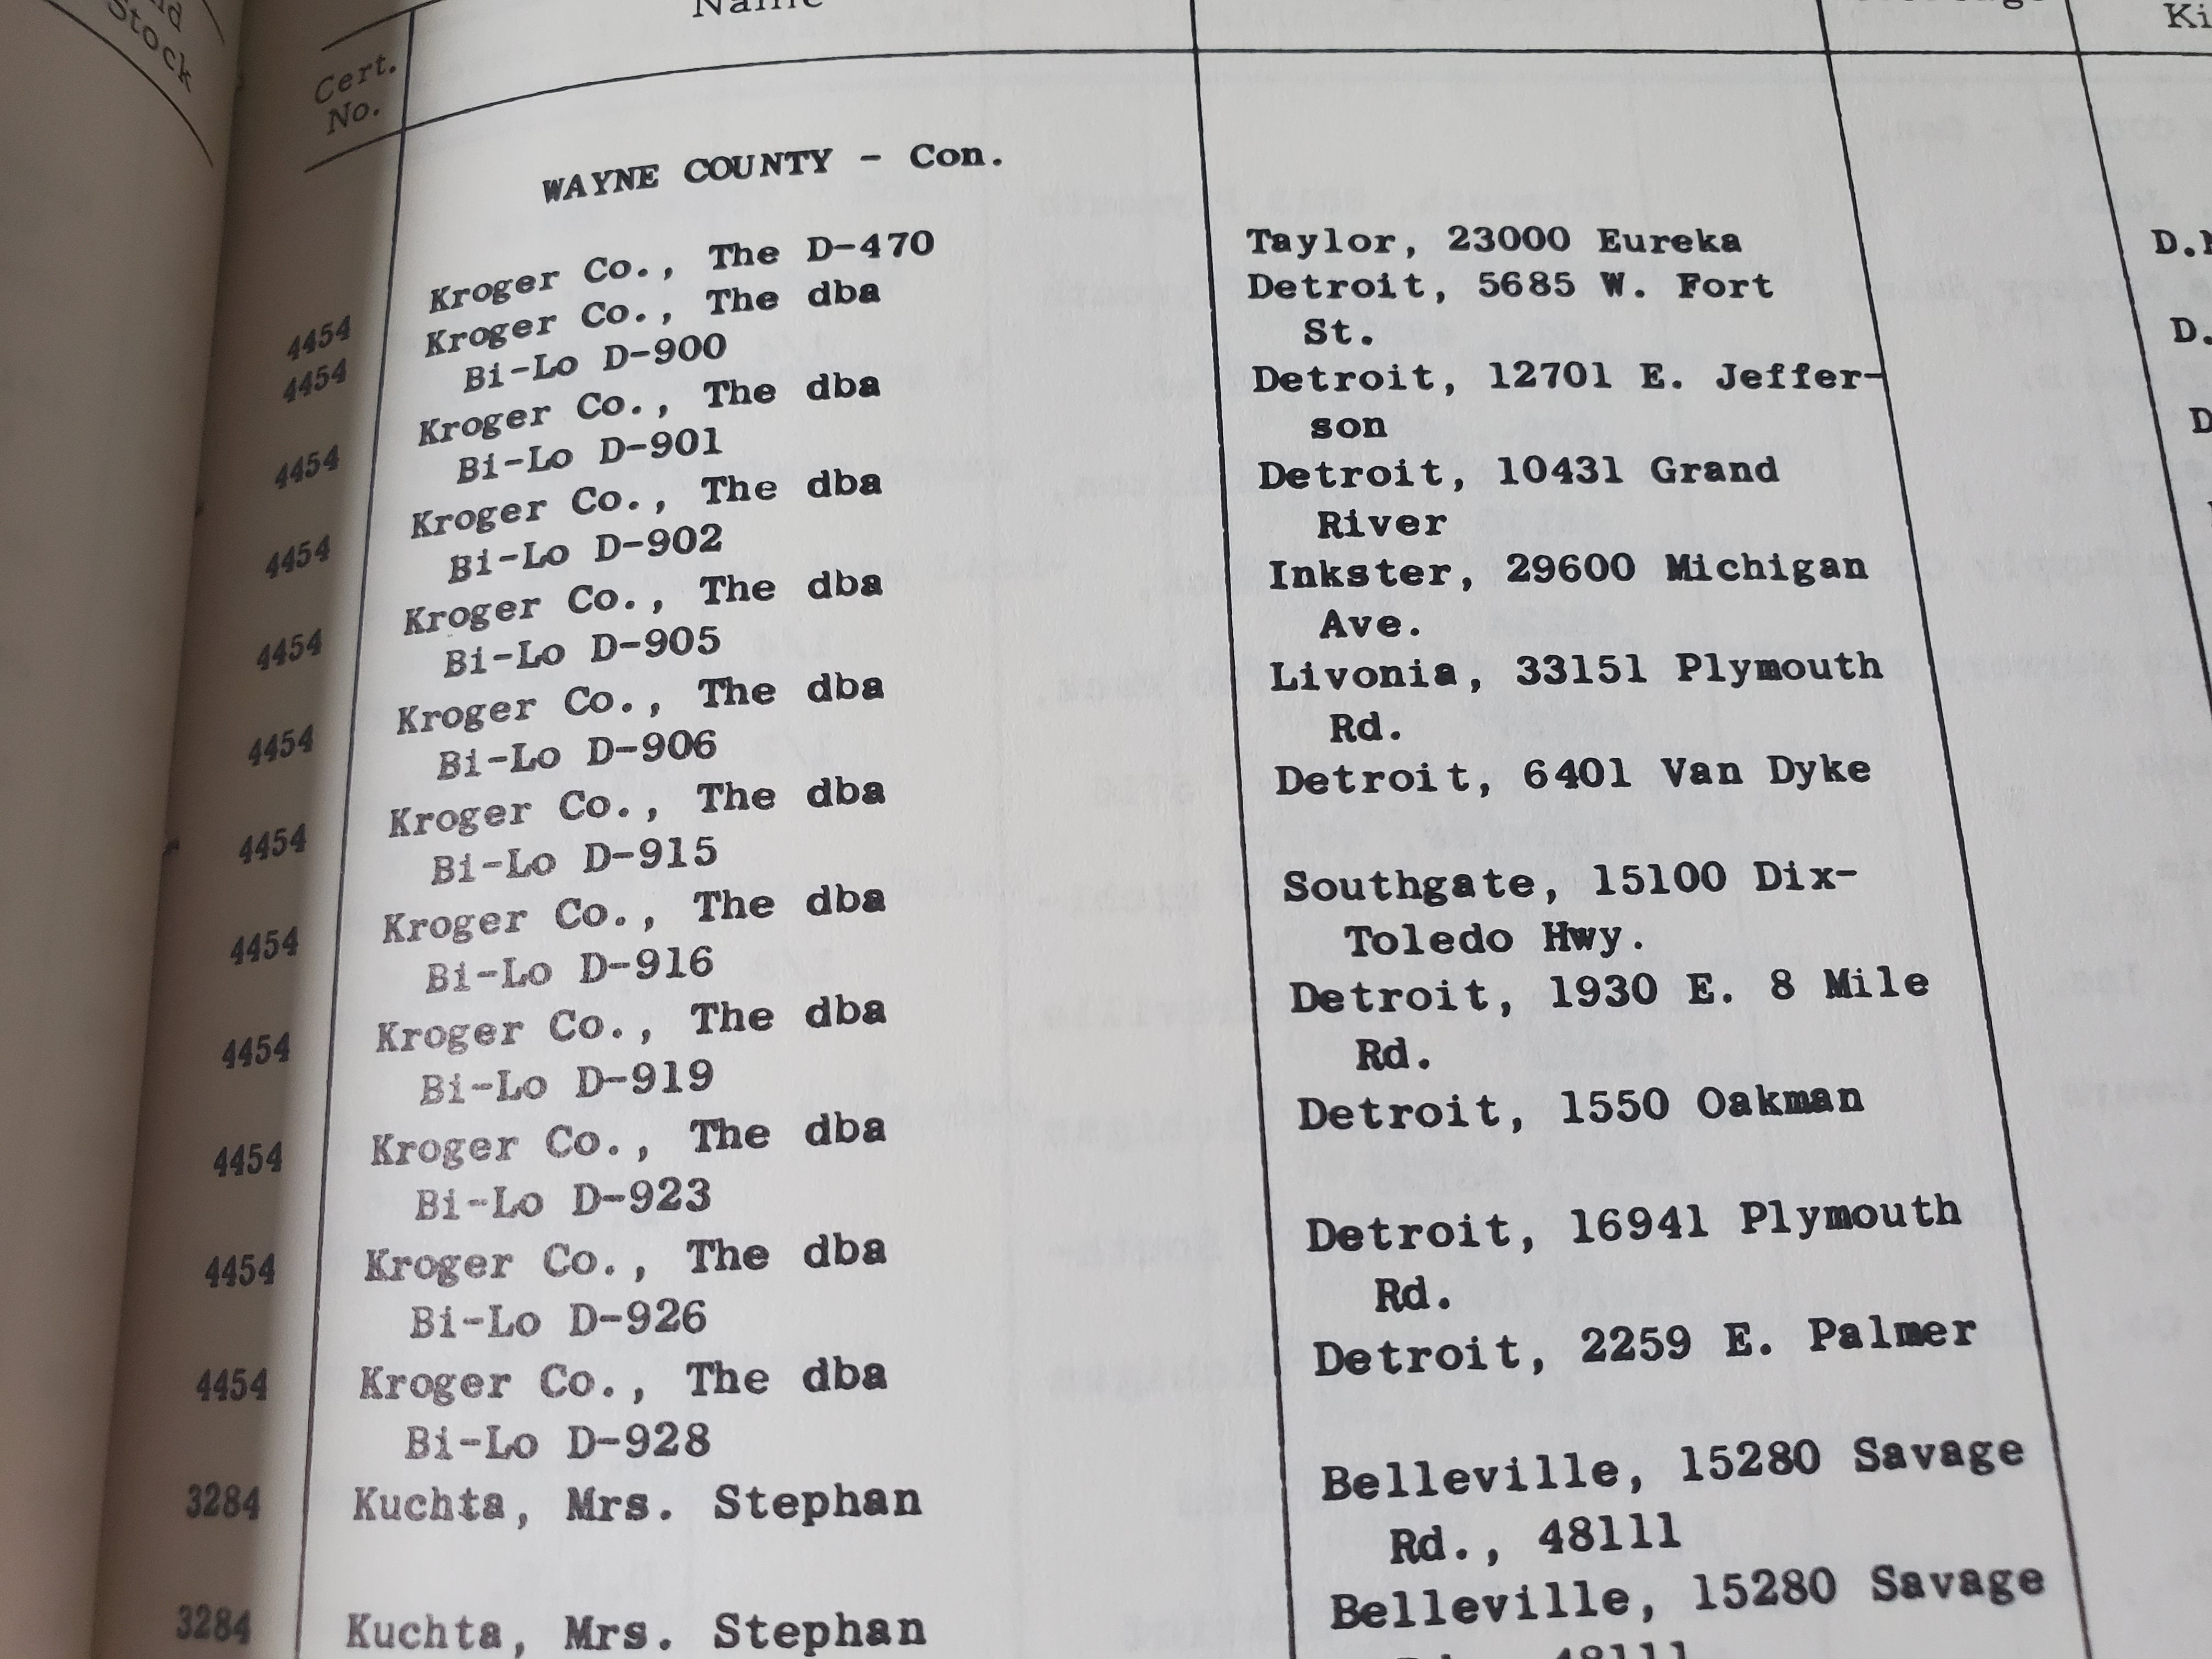 nd
Stock
Cert.
No.
Name
Ki
WAYNE COUNTY - Con.
4454 Kroger Co., The D-470 Taylor, 23000 Eureka D.
4454 Kroger Co., The dba Detroit, 5685 W. Fort
Bi-Lo D-900 St. D.
4454 Kroger Co., The dba Detroit, 12701 E. Jeffer-
Bi-Lo D-901 son D
4454 Kroger Co., The dba Detroit, 10431 Grand
Bi-Lo D-902 River
4454 Kroger Co., The dba Inkster, 29600 Michigan
Bi-Lo D-905 Ave.
4454 Kroger Co., The dba Livonia, 33151 Plymouth
Bi-Lo D-906 Rd.
4454 Kroger Co., The dba Detroit, 6401 Van Dyke
Bi-Lo D-915
4454 Kroger Co., The dba Southgate, 15100 Dix-
Bi-Lo D-916 Toledo Hwy.
4454 Kroger Co., The dba Detroit, 1930 E. 8 Mile
Bi-Lo D-919 Rd.
4454 Kroger Co., The dba Detroit, 1550 Oakman
Bi-Lo D-923
4454 Kroger Co., The dba Detroit, 16941 Plymouth
Bi-Lo D-926 Rd.
4454 Kroger Co., The dba Detroit, 2259 E. Palmer
Bi-Lo D-928
3284 Kuchta, Mrs. Stephan Belleville, 15280 Savage
Rd., 48111
3284 Kuchta, Mrs. Stephan Belleville, 15280 Savage
48111